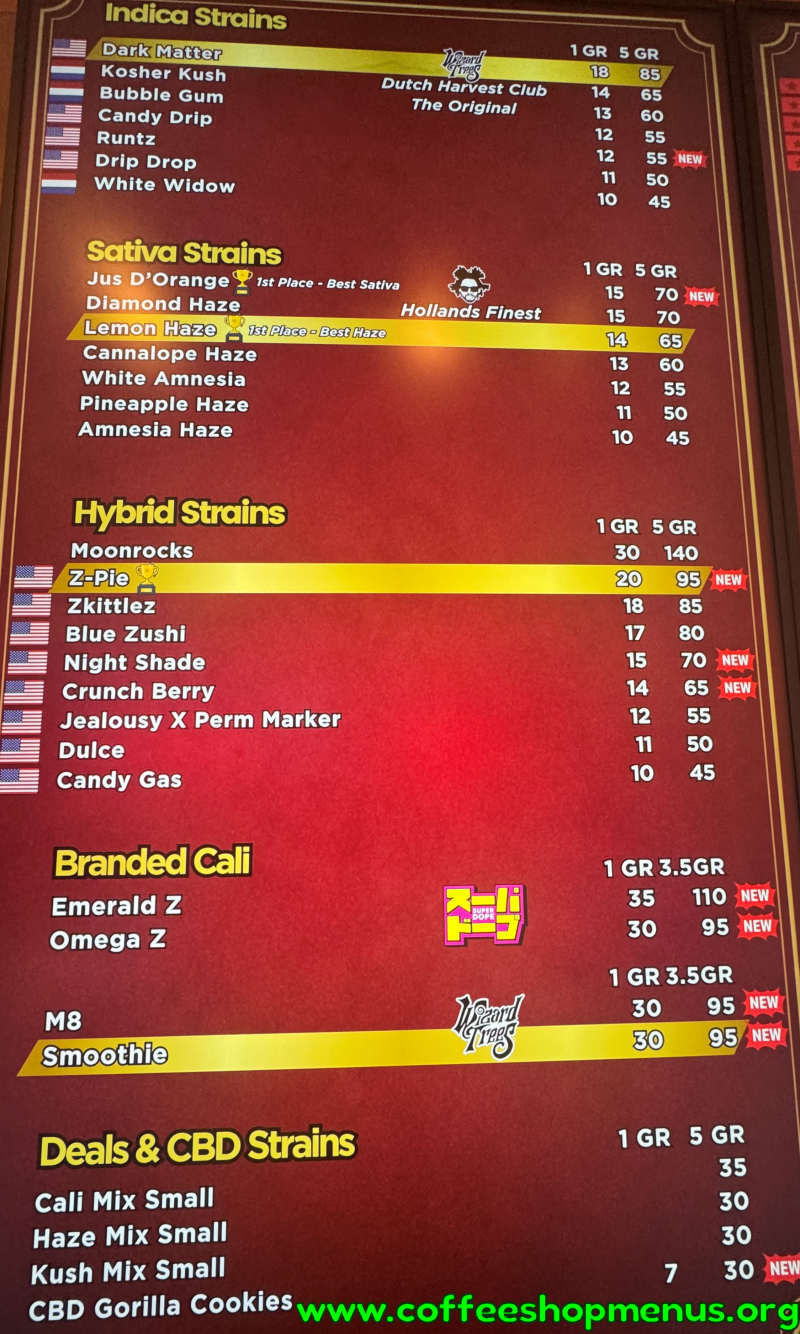 Indica Strains
1 GR 5 GR
Dark Matter Wizard Trees 18 85
Kosher Kush Dutch Harvest Club 14 65
Bubble Gum The Original 13 60
Candy Drip 12 55
Runtz 12 55 NEW
Drip Drop 11 50
White Widow 10 45
Sativa Strains
1 GR 5 GR
Jus D'Orange 1st Place - Best Sativa 15 70 NEW
Diamond Haze Hollands Finest 15 70
Lemon Haze 1st Place - Best Haze 14 65
Cannalope Haze 13 60
White Amnesia 12 55
Pineapple Haze 11 50
Amnesia Haze 10 45
Hybrid Strains
1 GR 5 GR
Moonrocks 30 140
Z-Pie 20 95 NEW
Zkittlez 18 85
Blue Zushi 17 80
Night Shade 15 70 NEW
Crunch Berry 14 65 NEW
Jealousy X Perm Marker 12 55
Dulce 11 50
Candy Gas 10 45
Branded Cali
1 GR 3.5GR
Emerald Z 35 110 NEW
Omega Z 30 95 NEW
スーパー
SUPER DOPE
ドープ
1 GR 3.5GR
M8 30 95 NEW
Smoothie Wizard Trees 30 95 NEW
Deals & CBD Strains
1 GR 5 GR
Cali Mix Small 35
Haze Mix Small 30
Kush Mix Small 30
CBD Gorilla Cookies 7 30 NEW
www.coffeeshopmenus.org